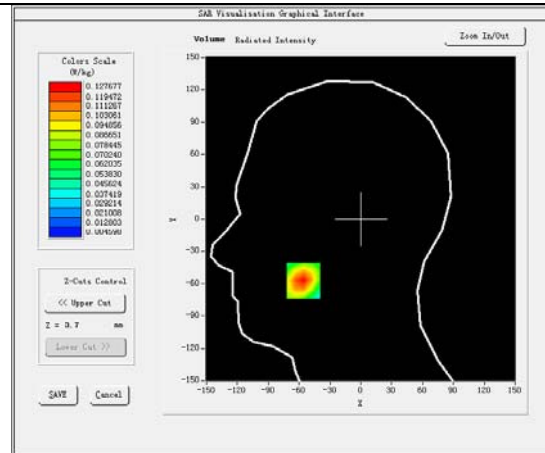 SAR Visualisation Graphical Interface
Volume Radiated Intensity
Zoom In/Out
Colors Scale
(W/kg)
0.127677
0.119472
0.111267
0.103061
0.094856
0.086651
0.078445
0.070240
0.062035
0.053830
0.045624
0.037419
0.029214
0.021008
0.012803
0.004598
Z-Cuts Control
<< Upper Cut
Z = 3.7 mm
Lower Cut >>
SAVE Cancel
150
120
90
60
30
Y 0
-30
-60
-90
-120
-150
-150 -120 -90 -60 -30 0 30 60 90 120 150
X